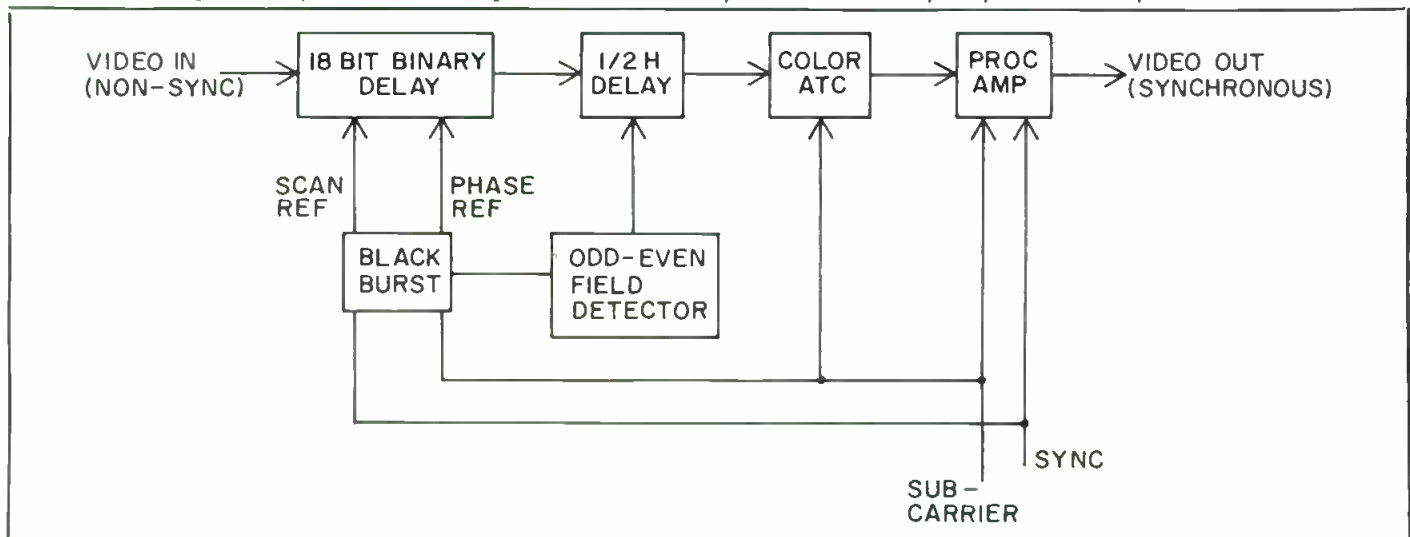 VIDEO IN
(NON-SYNC)
18 BIT BINARY
DELAY
1/2 H
DELAY
COLOR
ATC
PROC
AMP
VIDEO OUT
(SYNCHRONOUS)
SCAN
REF
PHASE
REF
BLACK
BURST
ODD-EVEN
FIELD
DETECTOR
SYNC
SUB-
CARRIER